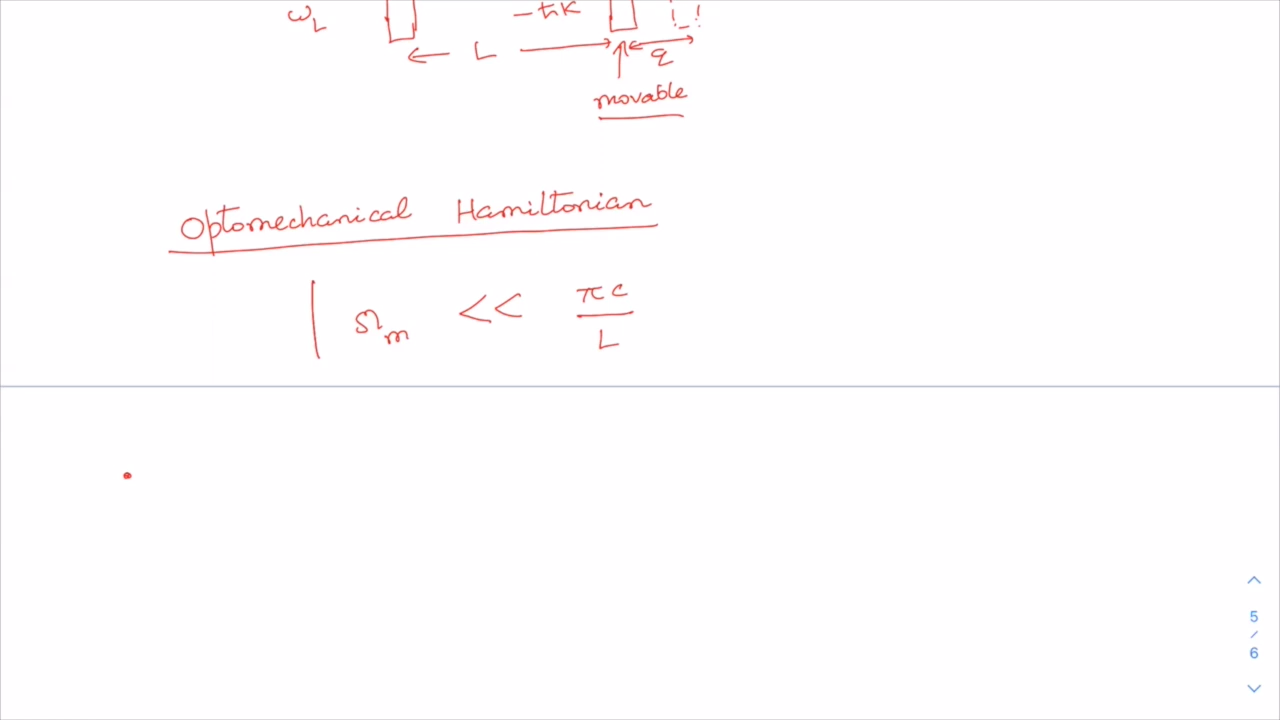 ω_L -ħk
← L → q
movable
Optomechanical Hamiltonian
Ω_m << πc / L
5
/
6